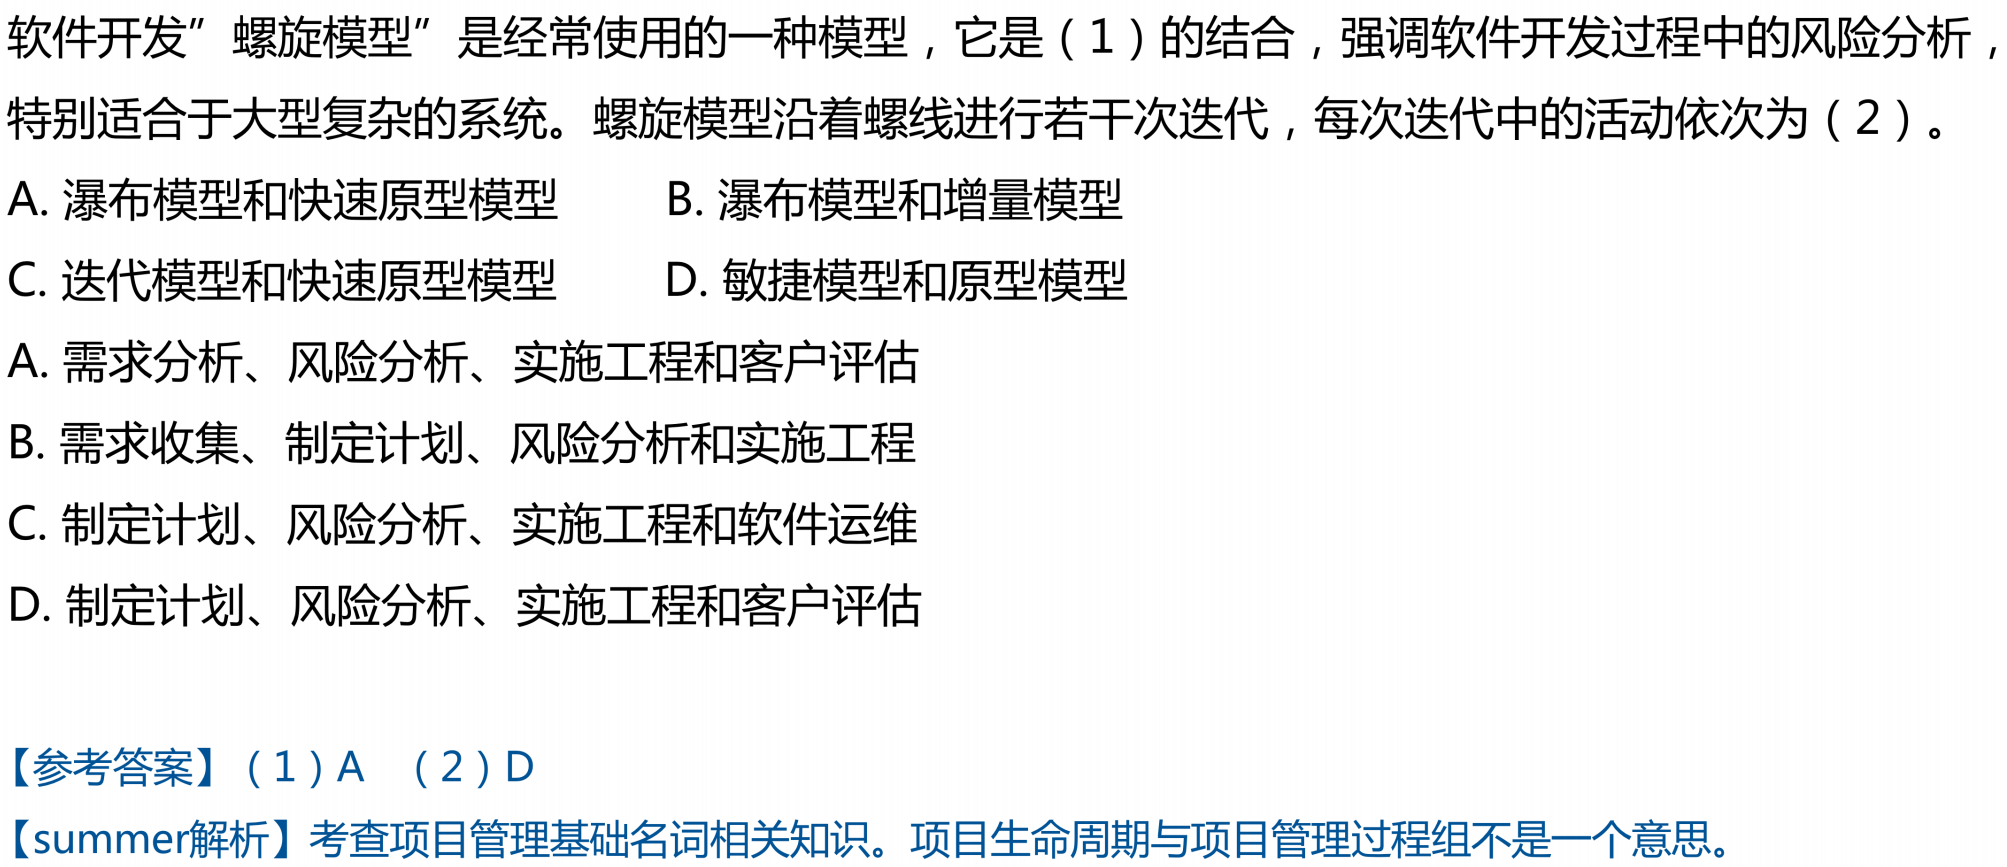 软件开发”螺旋模型”是经常使用的一种模型，它是（1）的结合，强调软件开发过程中的风险分析，
特别适合于大型复杂的系统。螺旋模型沿着螺线进行若干次迭代，每次迭代中的活动依次为（2）。
A. 瀑布模型和快速原型模型 B. 瀑布模型和增量模型
C. 迭代模型和快速原型模型 D. 敏捷模型和原型模型
A. 需求分析、风险分析、实施工程和客户评估
B. 需求收集、制定计划、风险分析和实施工程
C. 制定计划、风险分析、实施工程和软件运维
D. 制定计划、风险分析、实施工程和客户评估
【参考答案】（1）A （2）D
【summer解析】考查项目管理基础名词相关知识。项目生命周期与项目管理过程组不是一个意思。